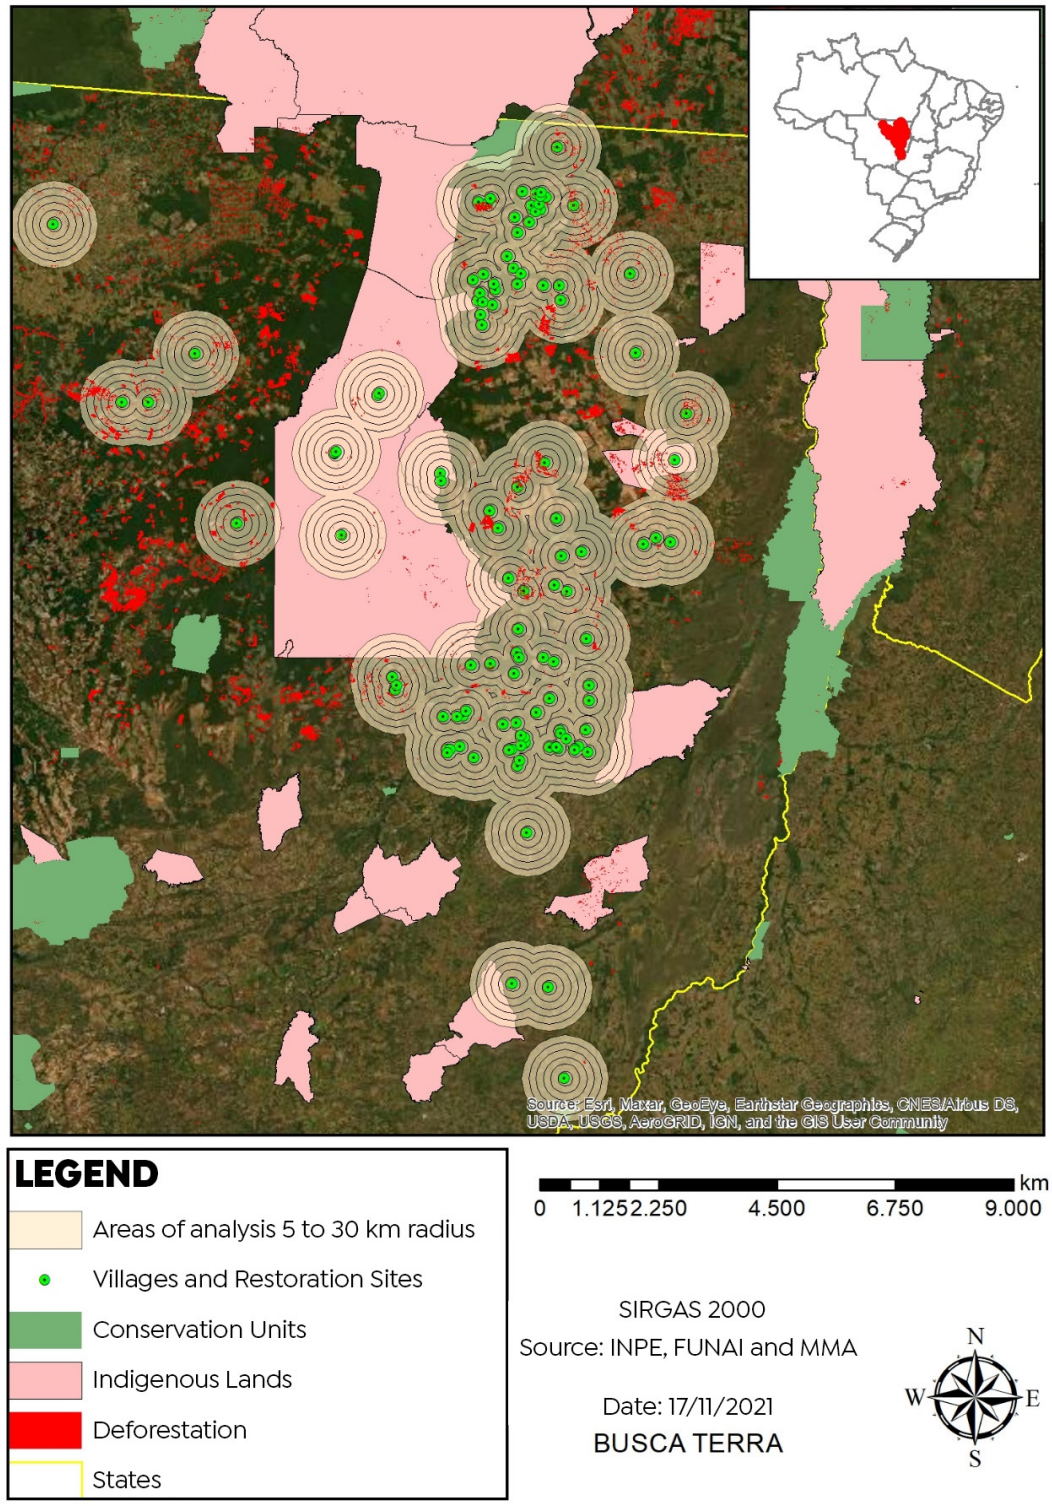 Source: Esri, Maxar, GeoEye, Earthstar Geographics, CNES/Airbus DS,
USDA, USGS, AeroGRID, IGN, and the GIS User Community
LEGEND
Areas of analysis 5 to 30 km radius
Villages and Restoration Sites
Conservation Units
Indigenous Lands
Deforestation
States
km
0 1.125 2.250 4.500 6.750 9.000
SIRGAS 2000
Source: INPE, FUNAI and MMA
Date: 17/11/2021
BUSCA TERRA
N
W E
S